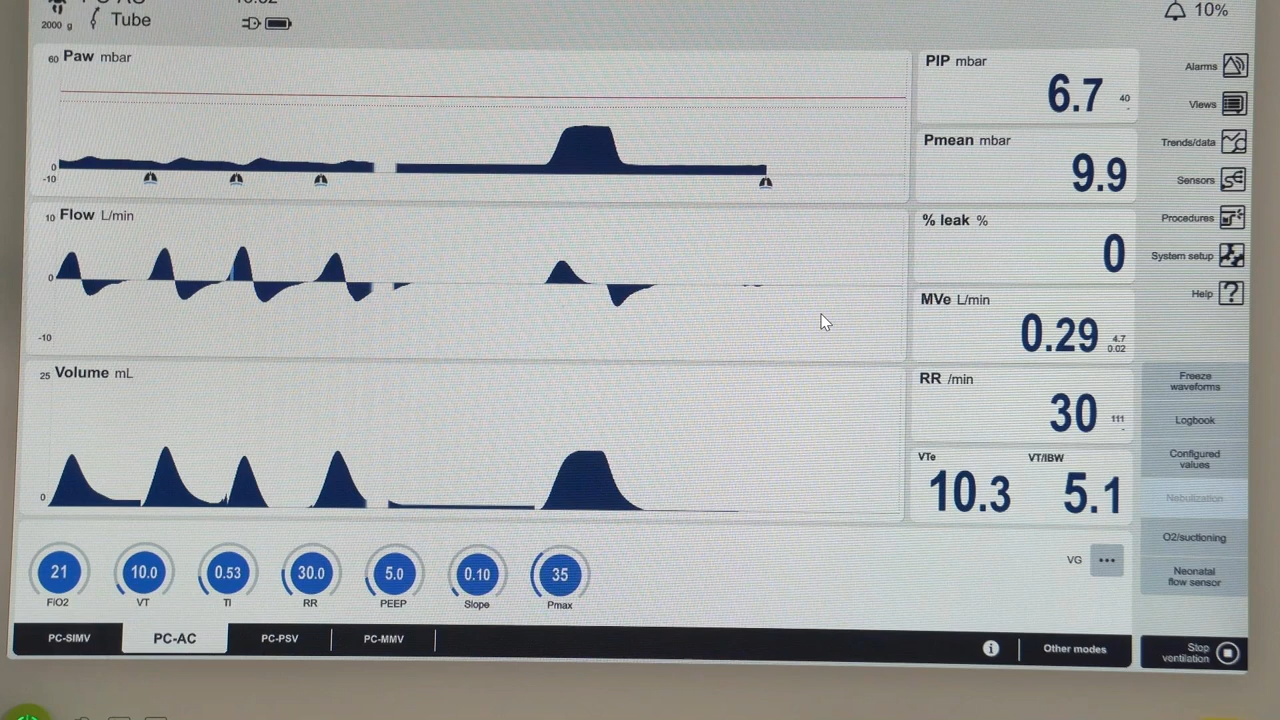 2000 g
Tube
10%
60 Paw mbar
0
-10
10 Flow L/min
0
-10
25 Volume mL
0
PIP mbar
6.7
40
-
Pmean mbar
9.9
% leak %
0
MVe L/min
0.29
4.7
0.02
RR /min
30
111
-
VTe
10.3
VT/IBW
5.1
Alarms
Views
Trends/data
Sensors
Procedures
System setup
Help
?
Freeze
waveforms
Logbook
Configured
values
Nebulization
O2/suctioning
Neonatal
flow sensor
21
FiO2
10.0
VT
0.53
TI
30.0
RR
5.0
PEEP
0.10
Slope
35
Pmax
VG
PC-SIMV
PC-AC
PC-PSV
PC-MMV
i
Other modes
Stop
ventilation